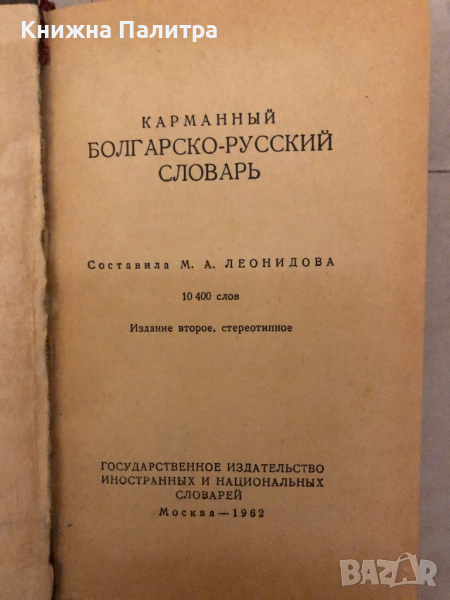 Книжна Палитра
КАРМАННЫЙ
БОЛГАРСКО-РУССКИЙ
СЛОВАРЬ
Составила М. А. ЛЕОНИДОВА
10 400 слов
Издание второе, стереотипное
ГОСУДАРСТВЕННОЕ ИЗДАТЕЛЬСТВО
ИНОСТРАННЫХ И НАЦИОНАЛЬНЫХ
СЛОВАРЕЙ
Москва—1962
BAZAR